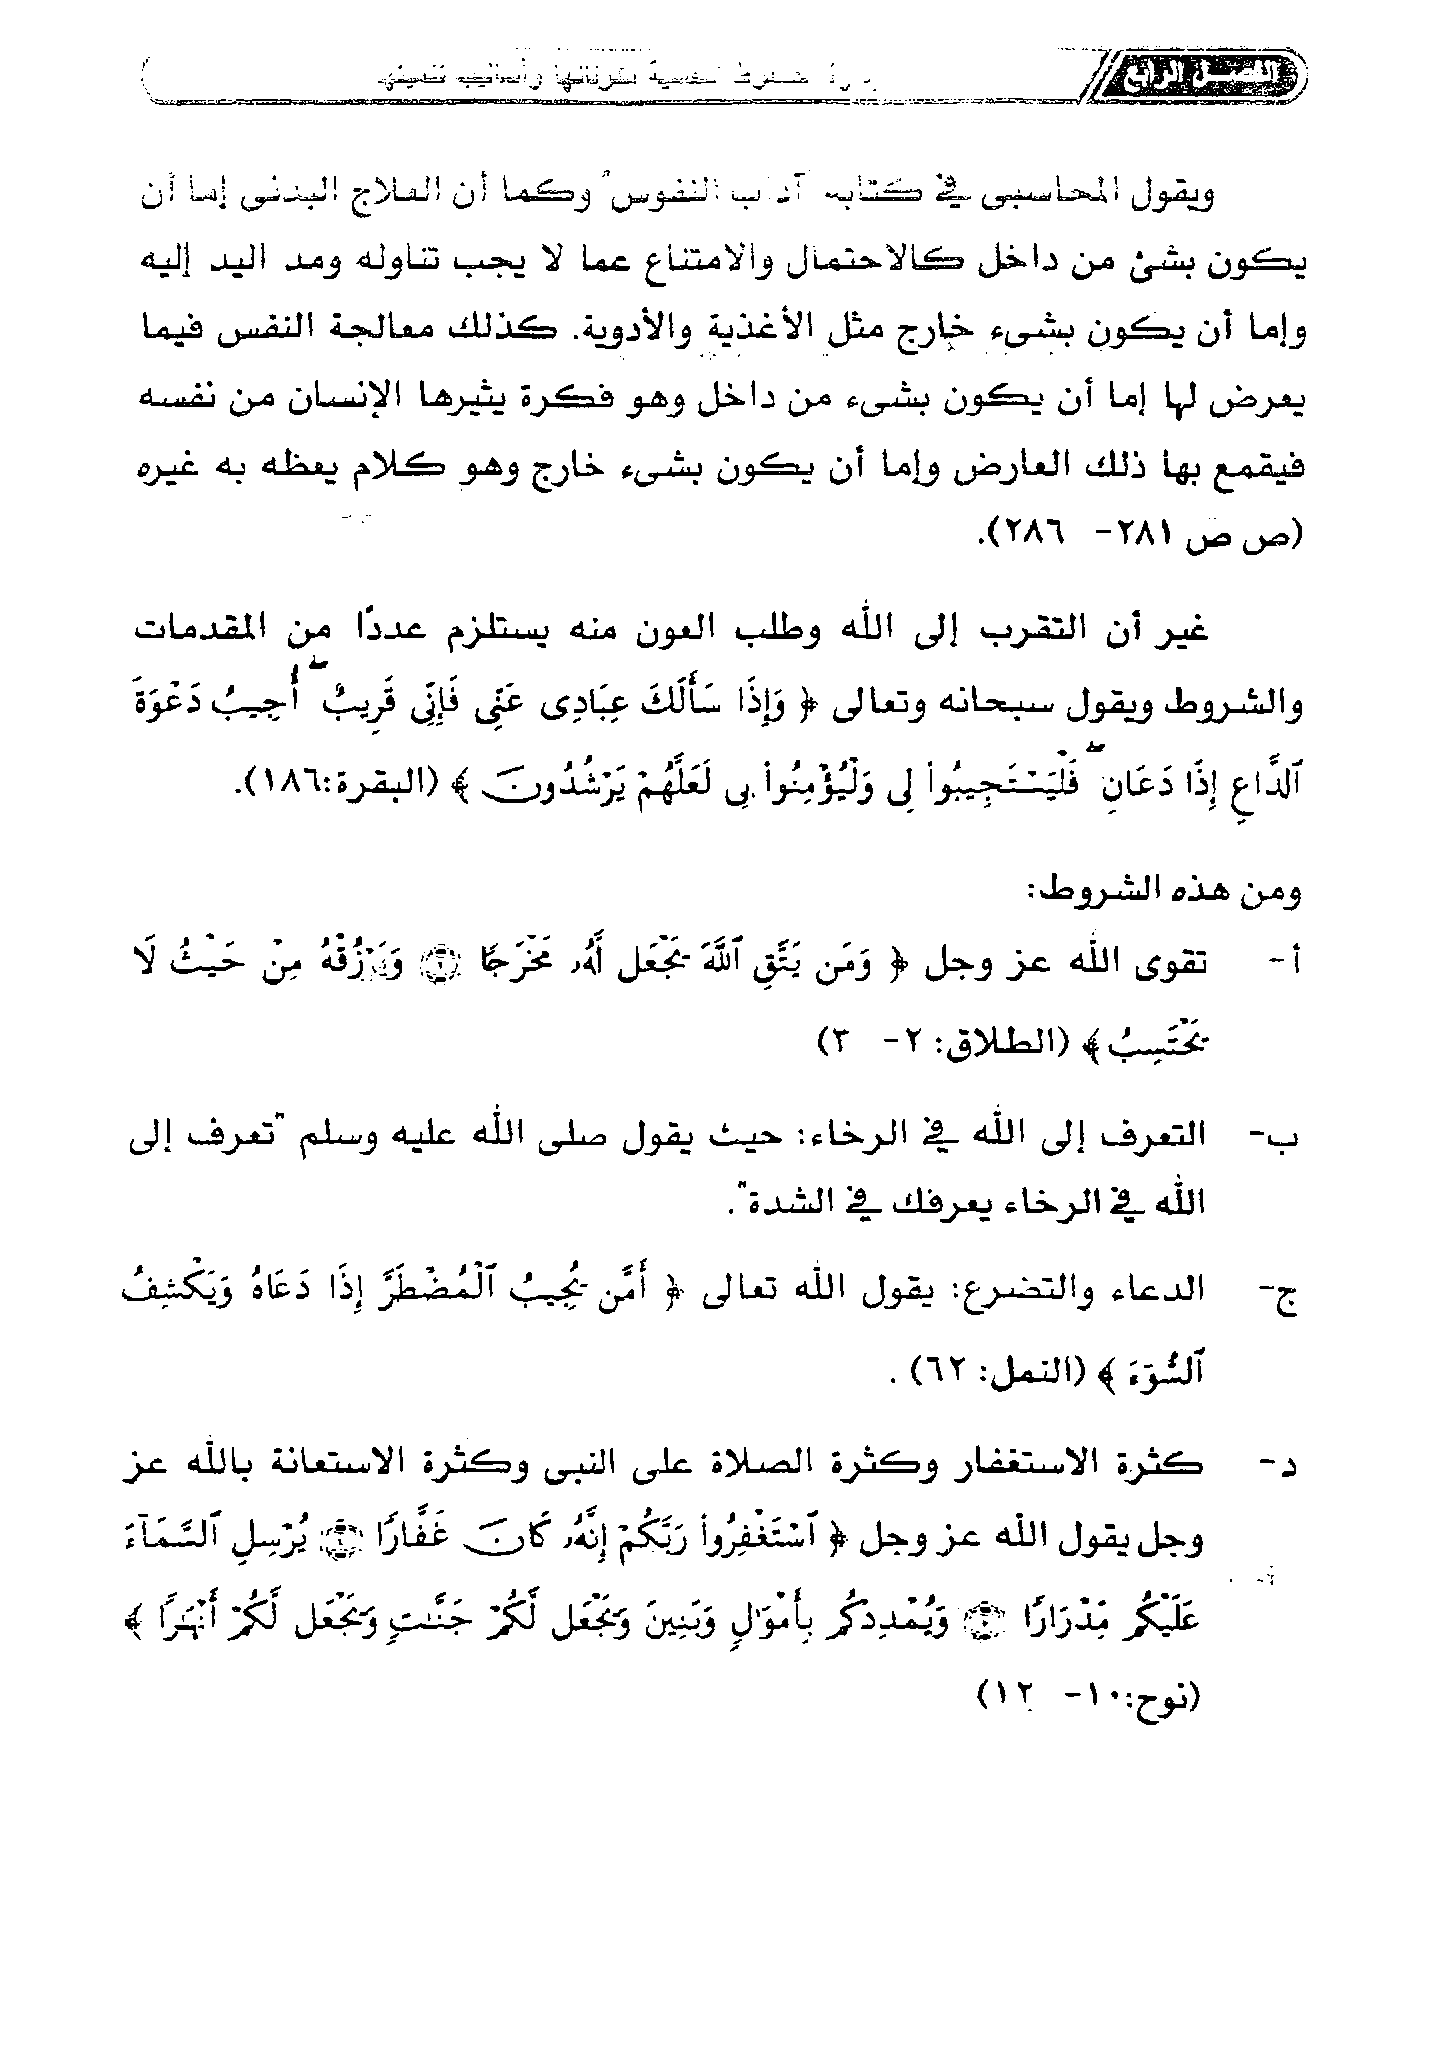 الفصل الرابع
ويقول المحاسبى في كتابه "آداب النفوس" وكما أن العلاج البدنى إما أن
يكون بشئ من داخل كالاحتمال والامتناع عما لا يجب تناوله ومد اليد إليه
وإما أن يكون بشىء خارج مثل الأغذية والأدوية. كذلك معالجة النفس فيما
يعرض لها إما أن يكون بشىء من داخل وهو فكرة يثيرها الإنسان من نفسه
فيقمع بها ذلك العارض وإما أن يكون بشىء خارج وهو كلام يعظه به غيره
(ص ص ٢٨١- ٢٨٦).
غير أن التقرب إلى الله وطلب العون منه يستلزم عددًا من المقدمات
والشروط ويقول سبحانه وتعالى ﴿ وَإِذَا سَأَلَكَ عِبَادِى عَنِّى فَإِنِّى قَرِيبٌ ۖ أُجِيبُ دَعْوَةَ
ٱلدَّاعِ إِذَا دَعَانِ ۖ فَلْيَسْتَجِيبُوا۟ لِى وَلْيُؤْمِنُوا۟ بِى لَعَلَّهُمْ يَرْشُدُونَ ﴾ (البقرة:١٨٦).
ومن هذه الشروط:
أ- تقوى الله عز وجل ﴿ وَمَن يَتَّقِ ٱللَّهَ يَجْعَل لَّهُۥ مَخْرَجًا ۝٢ وَيَرْزُقْهُ مِنْ حَيْثُ لَا
يَحْتَسِبُ ﴾ (الطلاق: ٢- ٣)
ب- التعرف إلى الله في الرخاء: حيث يقول صلى الله عليه وسلم "تعرف إلى
الله في الرخاء يعرفك في الشدة".
ج- الدعاء والتضرع: يقول الله تعالى ﴿ أَمَّن يُجِيبُ ٱلْمُضْطَرَّ إِذَا دَعَاهُ وَيَكْشِفُ
ٱلسُّوٓءَ ﴾ (النمل: ٦٢) .
د- كثرة الاستغفار وكثرة الصلاة على النبى وكثرة الاستعانة بالله عز
وجل يقول الله عز وجل ﴿ ٱسْتَغْفِرُوا۟ رَبَّكُمْ إِنَّهُۥ كَانَ غَفَّارًا ۝ يُرْسِلِ ٱلسَّمَآءَ
عَلَيْكُم مِّدْرَارًا ۝ وَيُمْدِدْكُم بِأَمْوَٰلٍ وَبَنِينَ وَيَجْعَل لَّكُمْ جَنَّٰتٍ وَيَجْعَل لَّكُمْ أَنْهَٰرًا ﴾
(نوح:١٠- ١٢)